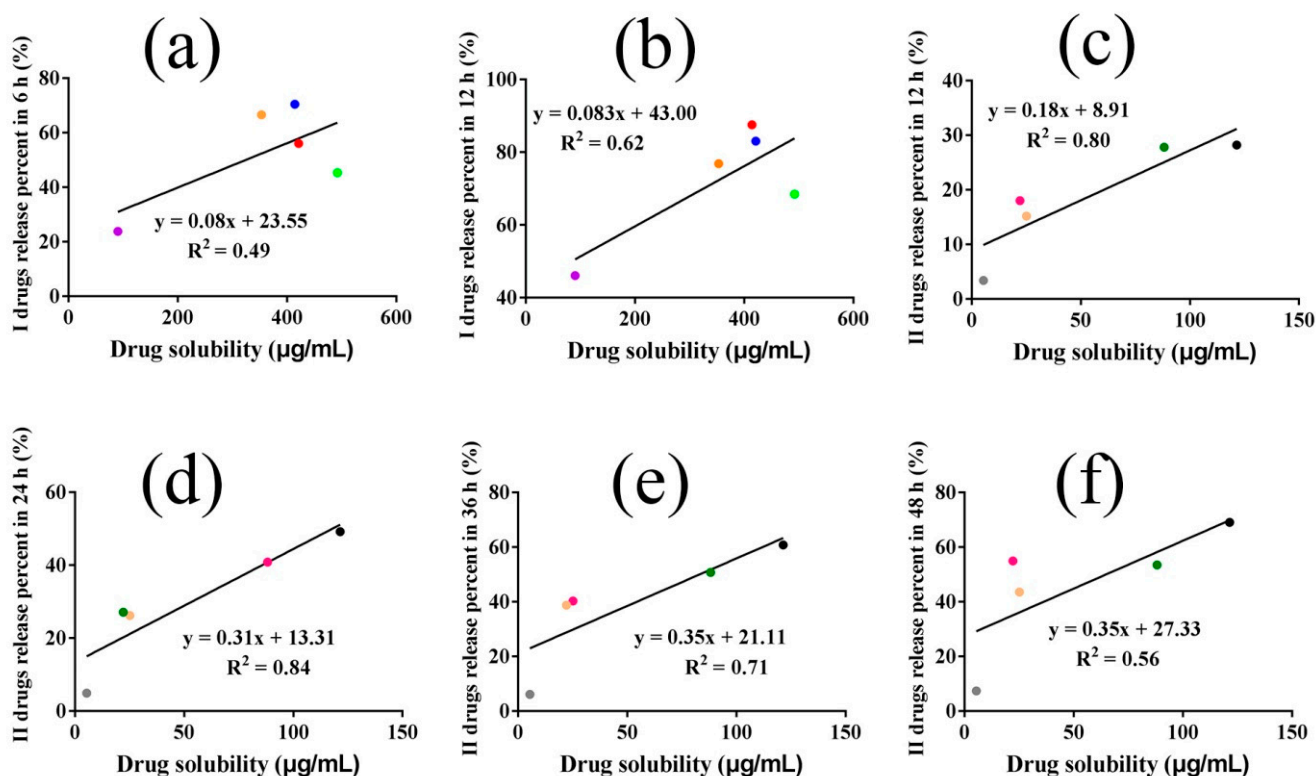 (a)
I drugs release percent in 6 h (%)
80
60
40
20
0
y = 0.08x + 23.55
R² = 0.49
0 200 400 600
Drug solubility (μg/mL)
(b)
I drugs release percent in 12 h (%)
100
80
60
40
y = 0.083x + 43.00
R² = 0.62
0 200 400 600
Drug solubility (μg/mL)
(c)
II drugs release percent in 12 h (%)
40
30
20
10
0
y = 0.18x + 8.91
R² = 0.80
0 50 100 150
Drug solubility (μg/mL)
(d)
II drugs release percent in 24 h (%)
60
40
20
0
y = 0.31x + 13.31
R² = 0.84
0 50 100 150
Drug solubility (μg/mL)
(e)
II drugs release percent in 36 h (%)
80
60
40
20
0
y = 0.35x + 21.11
R² = 0.71
0 50 100 150
Drug solubility (μg/mL)
(f)
II drugs release percent in 48 h (%)
80
60
40
20
0
y = 0.35x + 27.33
R² = 0.56
0 50 100 150
Drug solubility (μg/mL)